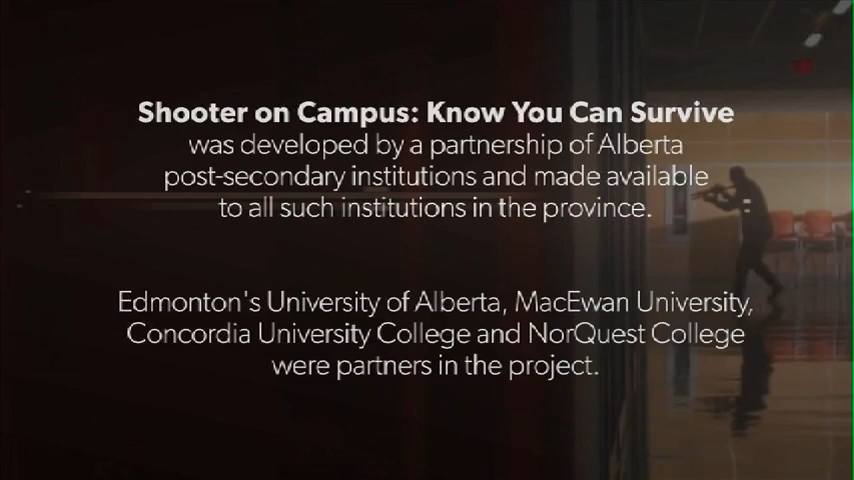 Shooter on Campus: Know You Can Survive
was developed by a partnership of Alberta
post-secondary institutions and made available
to all such institutions in the province.
Edmonton's University of Alberta, MacEwan University,
Concordia University College and NorQuest College
were partners in the project.